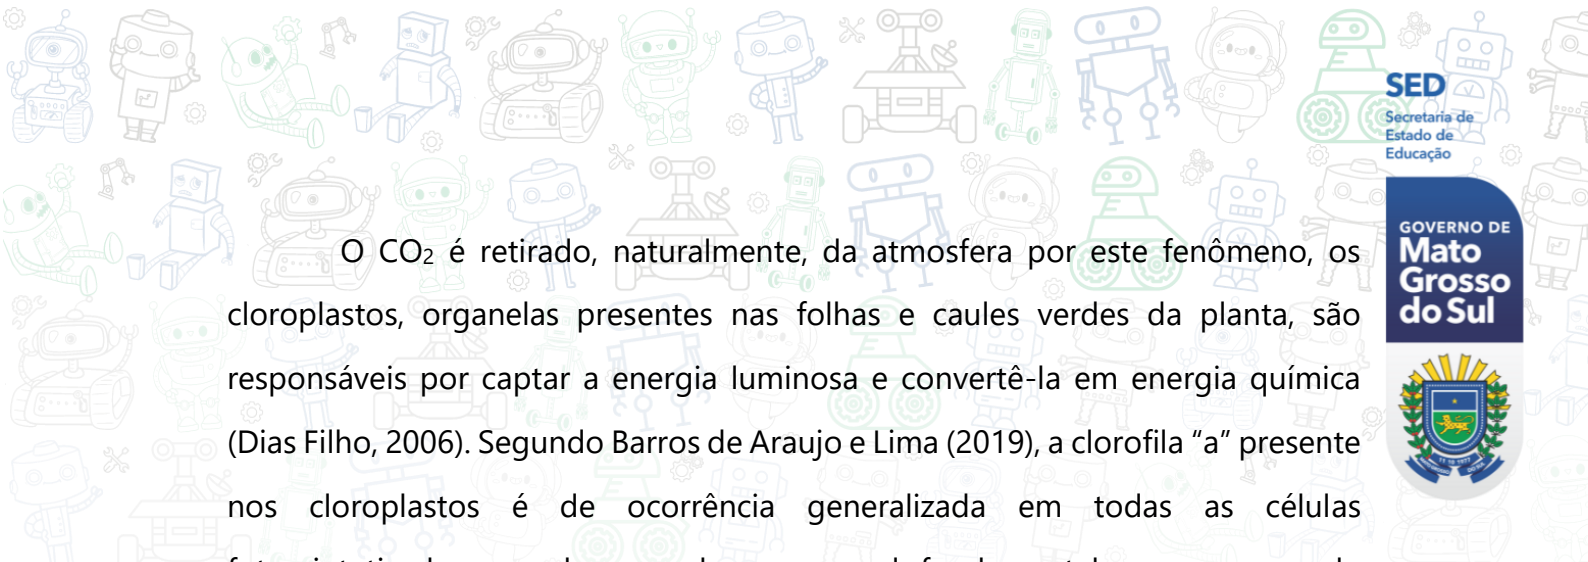 SED
Secretaria de
Estado de
Educação
GOVERNO DE
Mato
Grosso
do Sul
O CO₂ é retirado, naturalmente, da atmosfera por este fenômeno, os
cloroplastos, organelas presentes nas folhas e caules verdes da planta, são
responsáveis por captar a energia luminosa e convertê-la em energia química
(Dias Filho, 2006). Segundo Barros de Araujo e Lima (2019), a clorofila “a” presente
nos cloroplastos é de ocorrência generalizada em todas as células